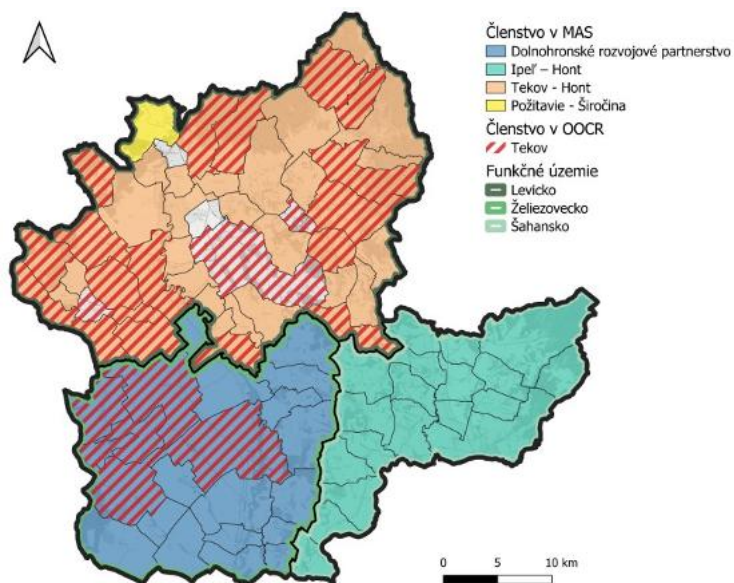 Členstvo v MAS
Dolnohronské rozvojové partnerstvo
Ipeľ – Hont
Tekov - Hont
Požitavie - Širočina
Členstvo v OOCR
Tekov
Funkčné územie
Levicko
Želiezovecko
Šahansko
0 5 10 km